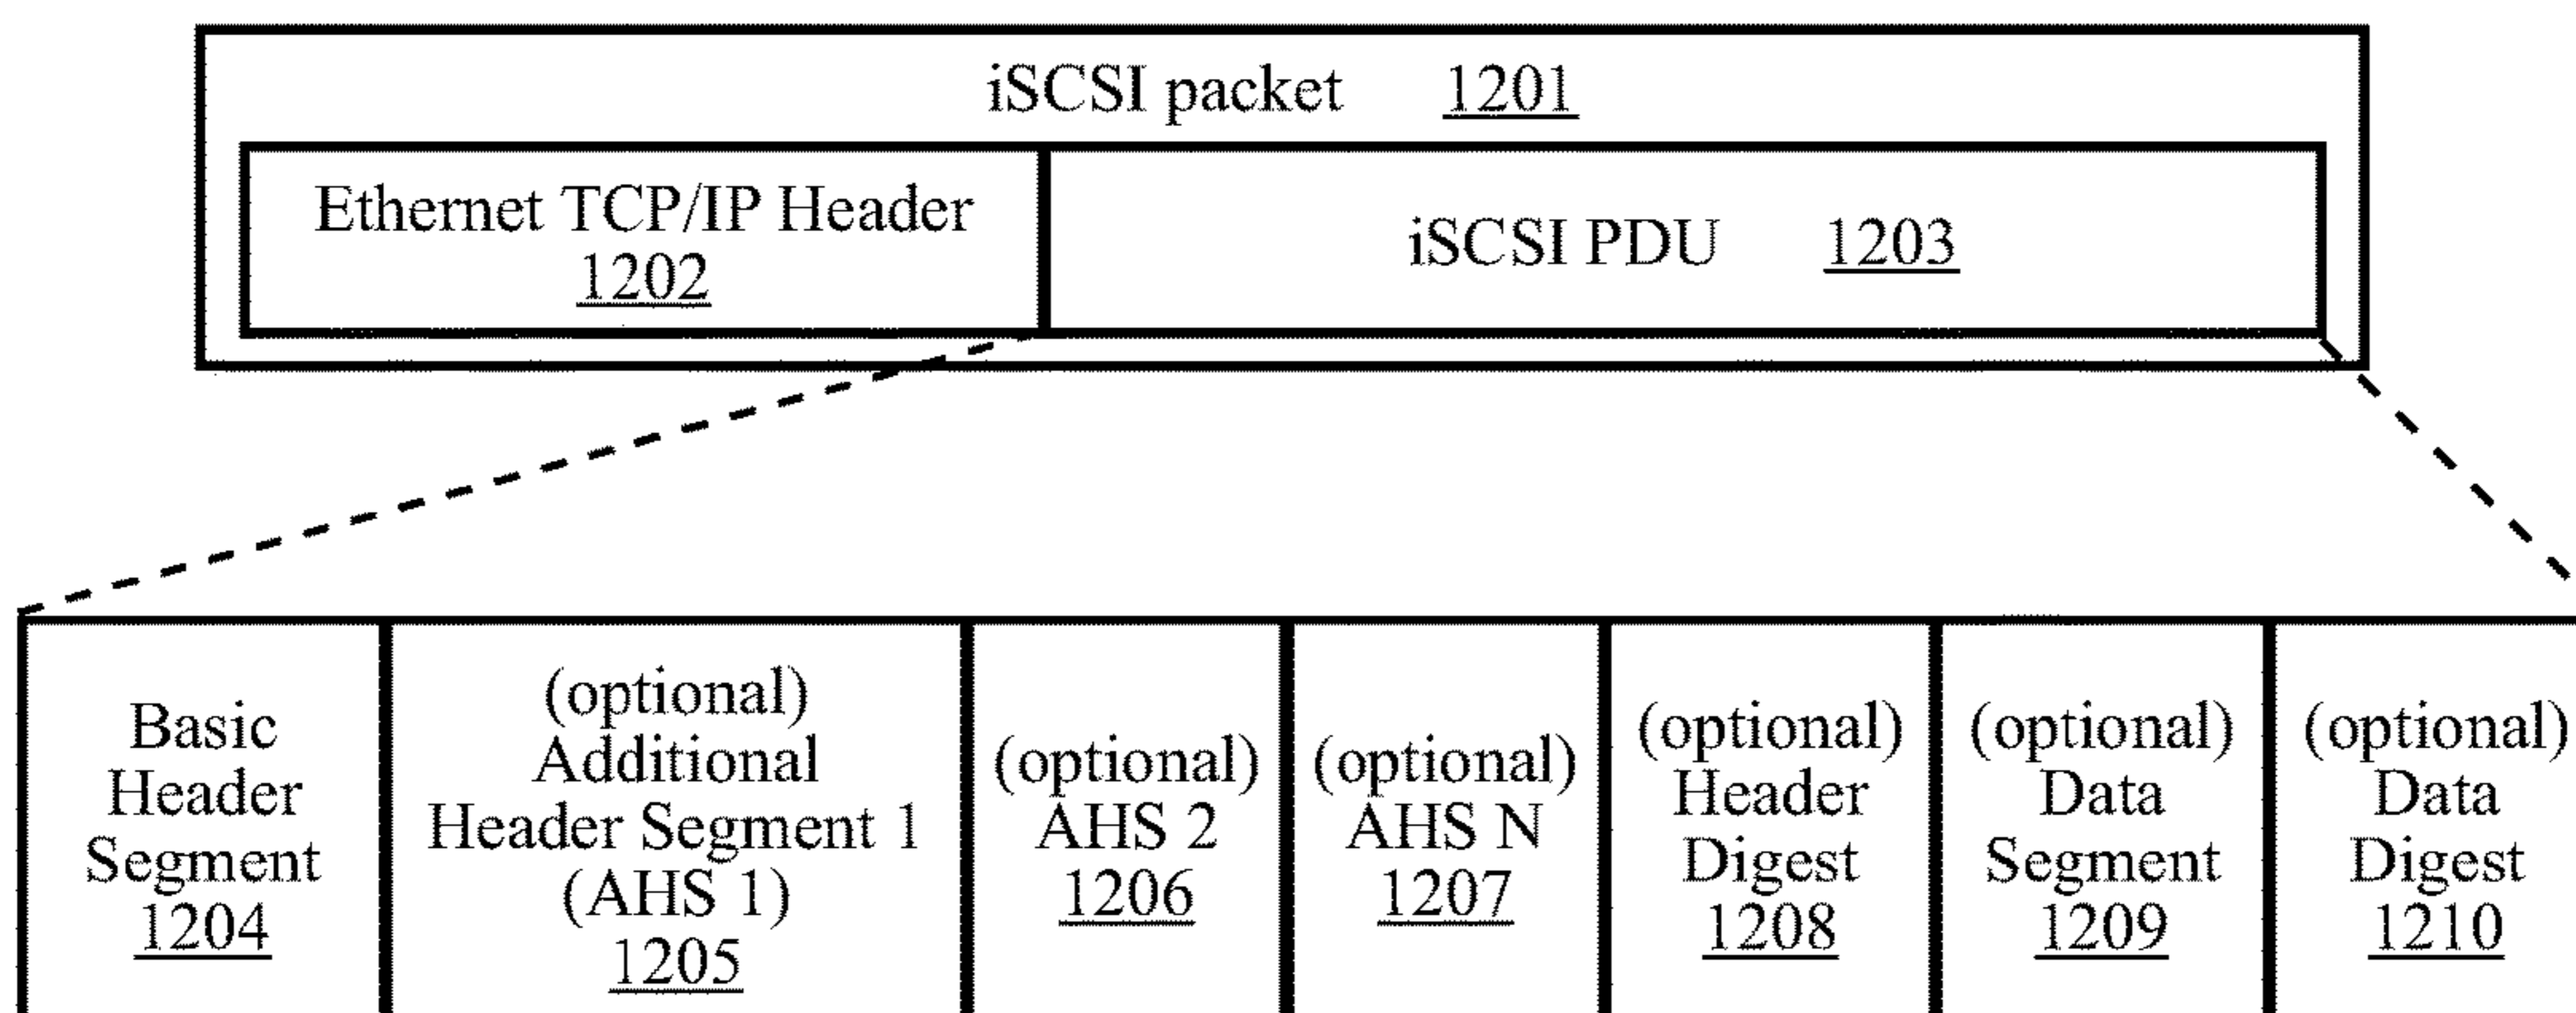 iSCSI packet 1201
Ethernet TCP/IP Header
1202
iSCSI PDU 1203
Basic
Header
Segment
1204
(optional)
Additional
Header Segment 1
(AHS 1)
1205
(optional)
AHS 2
1206
(optional)
AHS N
1207
(optional)
Header
Digest
1208
(optional)
Data
Segment
1209
(optional)
Data
Digest
1210